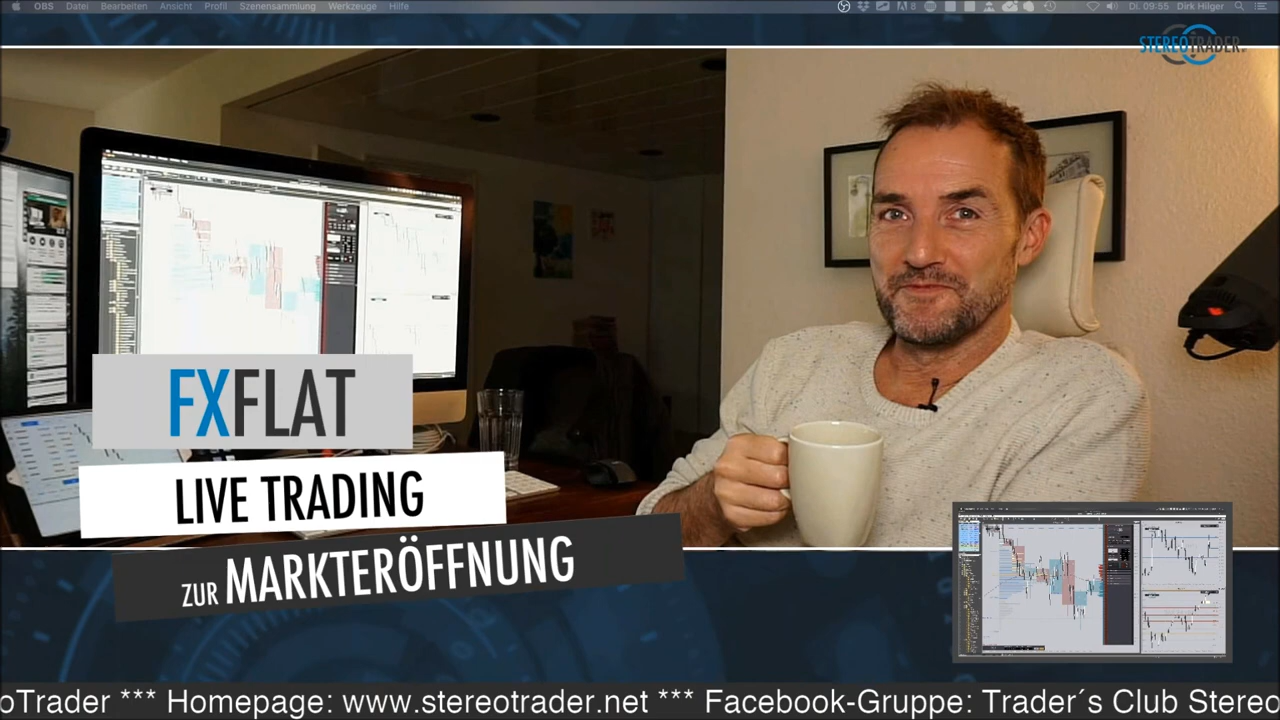 OBS Datei Bearbeiten Ansicht Profil Szenensammlung Werkzeuge Hilfe 8 Di. 09:55 Dirk Hilger
STEREOTRADER
FXFLAT
LIVE TRADING
ZUR MARKTERÖFFNUNG
oTrader *** Homepage: www.stereotrader.net *** Facebook-Gruppe: Trader´s Club Stereo